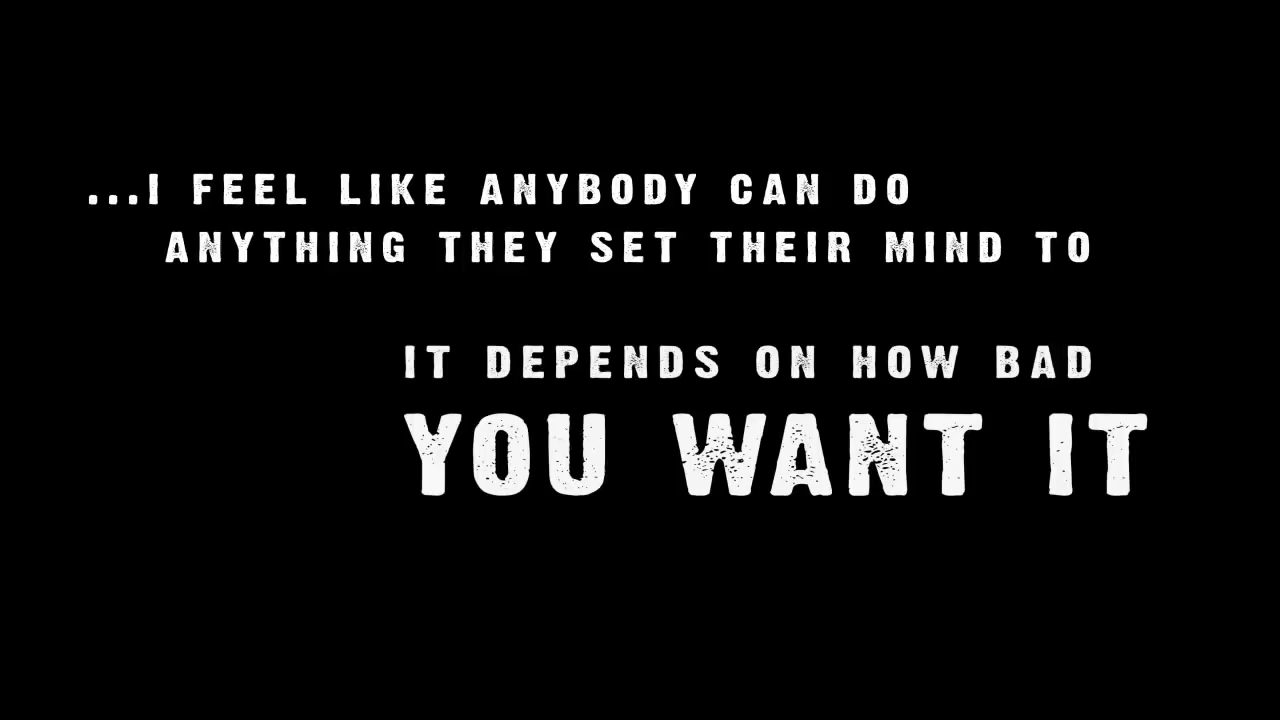 ...I FEEL LIKE ANYBODY CAN DO
ANYTHING THEY SET THEIR MIND TO
IT DEPENDS ON HOW BAD
YOU WANT IT